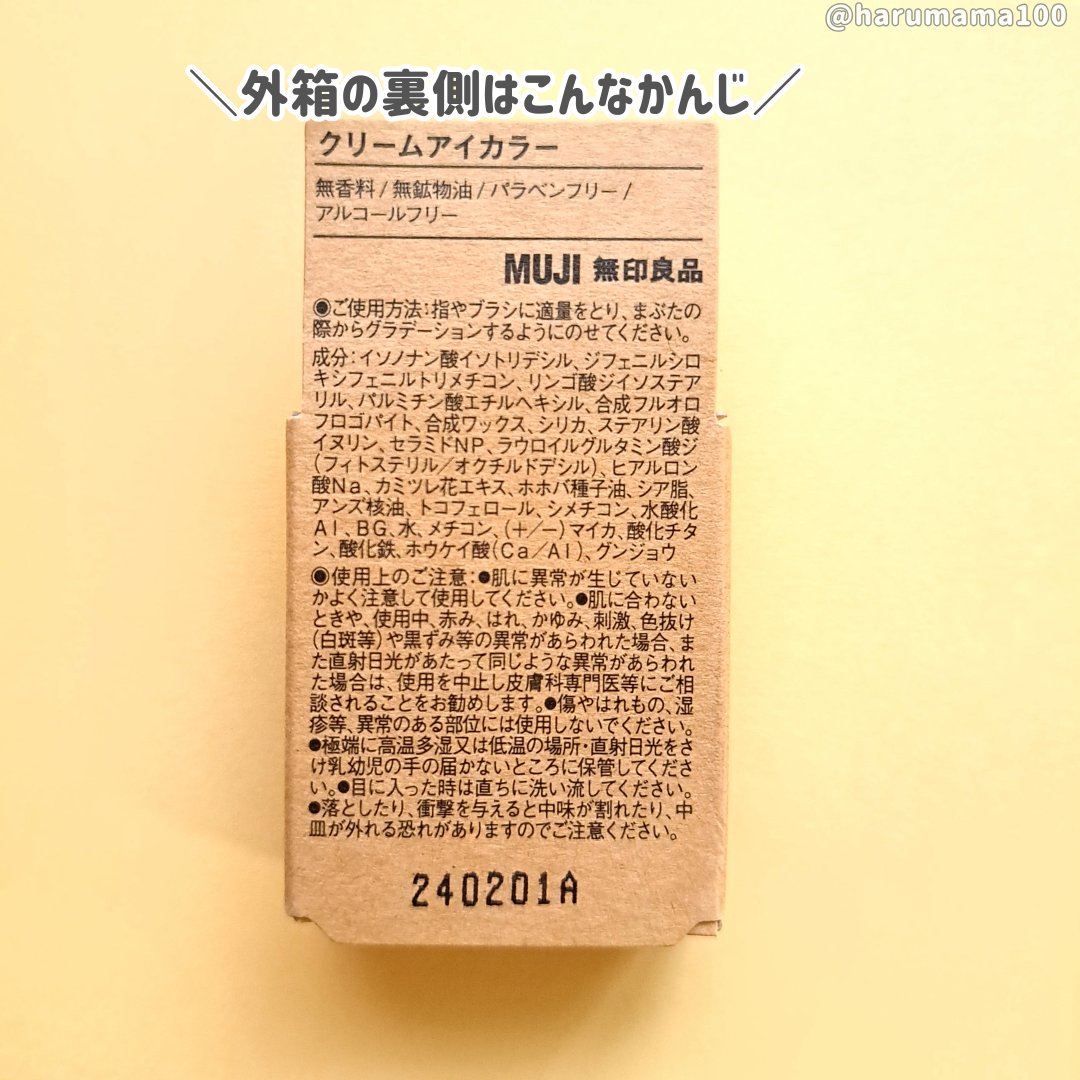 @harumama100
＼外箱の裏側はこんなかんじ／
クリームアイカラー
無香料/無鉱物油/パラベンフリー/
アルコールフリー
MUJI 無印良品
◉ご使用方法:指やブラシに適量をとり、まぶたの
際からグラデーションするようにのせてください。
成分:イソノナン酸イソトリデシル、ジフェニルシロ
キシフェニルトリメチコン、リンゴ酸ジイソステア
リル、パルミチン酸エチルヘキシル、合成フルオロ
フロゴパイト、合成ワックス、シリカ、ステアリン酸
イヌリン、セラミドNP、ラウロイルグルタミン酸ジ
(フィトステリル/オクチルドデシル)、ヒアルロン
酸Na、カミツレ花エキス、ホホバ種子油、シア脂、
アンズ核油、トコフェロール、シメチコン、水酸化
Al、BG、水、メチコン、(+/−)マイカ、酸化チタ
ン、酸化鉄、ホウケイ酸(Ca/Al)、グンジョウ
◉使用上のご注意:●肌に異常が生じていない
かよく注意して使用してください。●肌に合わない
ときや、使用中、赤み、はれ、かゆみ、刺激、色抜け
(白斑等)や黒ずみ等の異常があらわれた場合、ま
た直射日光があたって同じような異常があらわれ
た場合は、使用を中止し皮膚科専門医等にご相
談されることをお勧めします。●傷やはれもの、湿
疹等、異常のある部位には使用しないでください。
●極端に高温多湿又は低温の場所・直射日光をさ
け乳幼児の手の届かないところに保管してくださ
い。●目に入った時は直ちに洗い流してください。
●落としたり、衝撃を与えると中味が割れたり、中
皿が外れる恐れがありますのでご注意ください。
240201A